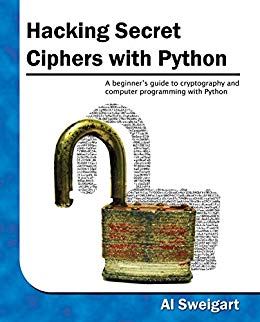 Hacking Secret
Ciphers with Python
A beginner's guide to cryptography and
computer programming with Python
Al Sweigart